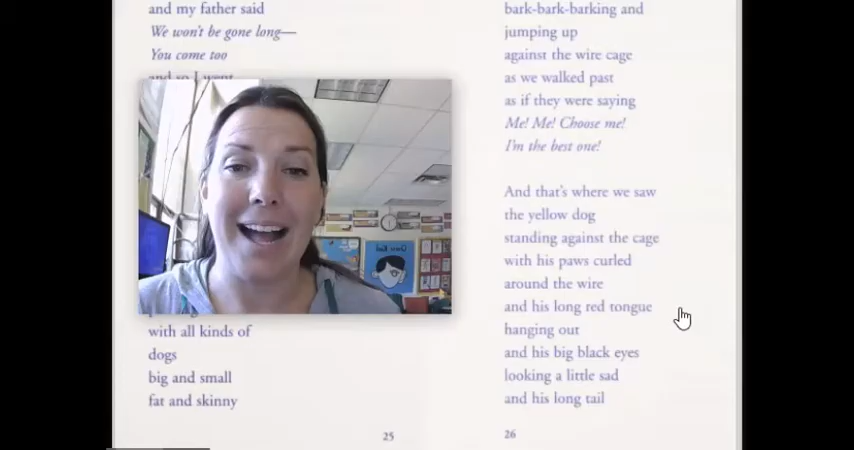 and my father said
We won't be gone long—
You come too
and so I went
with all kinds of
dogs
big and small
fat and skinny
25
bark-bark-barking and
jumping up
against the wire cage
as we walked past
as if they were saying
Me! Me! Choose me!
I'm the best one!
And that's where we saw
the yellow dog
standing against the cage
with his paws curled
around the wire
and his long red tongue
hanging out
and his big black eyes
looking a little sad
and his long tail
26